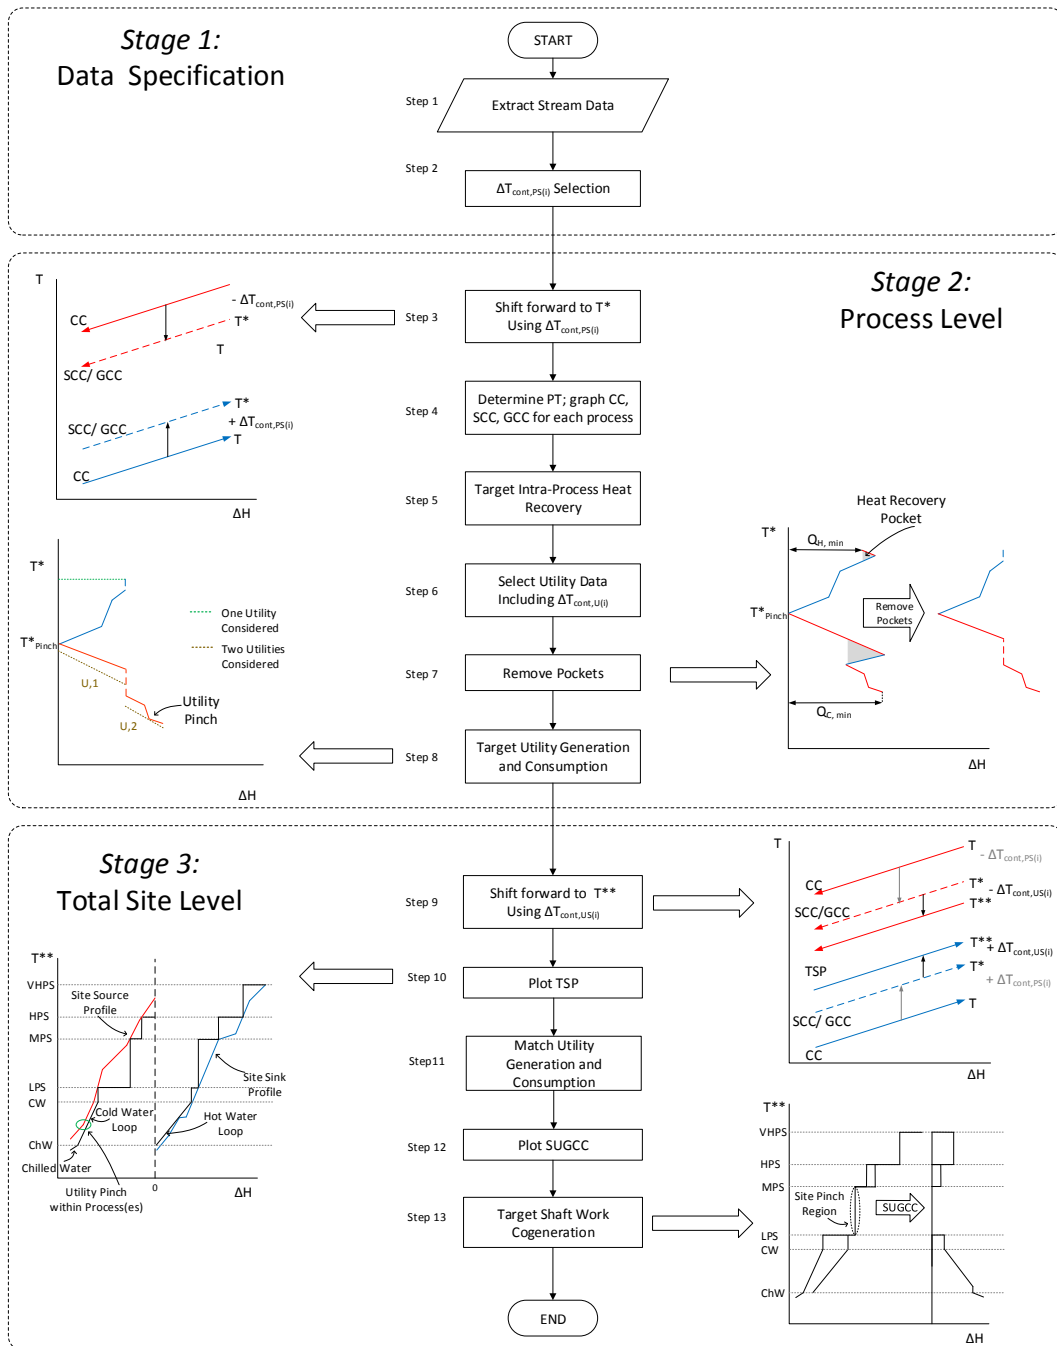 Stage 1:
Data Specification
START
Step 1
Extract Stream Data
Step 2
ΔTcont,PS(i) Selection
Stage 2:
Process Level
T
- ΔTcont,PS(i)
CC
T*
T
SCC/ GCC
T*
SCC/ GCC
+ ΔTcont,PS(i)
T
CC
ΔH
Step 3
Shift forward to T*
Using ΔTcont,PS(i)
Step 4
Determine PT; graph CC,
SCC, GCC for each process
Step 5
Target Intra-Process Heat
Recovery
Step 6
Select Utility Data
Including ΔTcont,U(i)
Step 7
Remove Pockets
Step 8
Target Utility Generation
and Consumption
T*
One Utility
Considered
T*Pinch
Two Utilities
Considered
U,1
Utility
Pinch
U,2
ΔH
Heat Recovery
Pocket
T*
QH, min
T*Pinch
Remove
Pockets
QC, min
ΔH
Stage 3:
Total Site Level
Step 9
Shift forward to T**
Using ΔTcont,US(i)
Step 10
Plot TSP
Step11
Match Utility
Generation and
Consumption
Step 12
Plot SUGCC
Step 13
Target Shaft Work
Cogeneration
END
T
T
- ΔTcont,PS(i)
CC
T*
- ΔTcont,US(i)
SCC/GCC
T**
T**
+ ΔTcont,US(i)
TSP
T*
+ ΔTcont,PS(i)
SCC/ GCC
T
CC
ΔH
T**
VHPS
Site Source
Profile
HPS
MPS
Site Sink
Profile
LPS
CW
Cold Water
Loop
Hot Water
Loop
ChW
Chilled Water
Utility Pinch
within Process(es)
0
ΔH
T**
VHPS
HPS
MPS
Site Pinch
Region
SUGCC
LPS
CW
ChW
ΔH